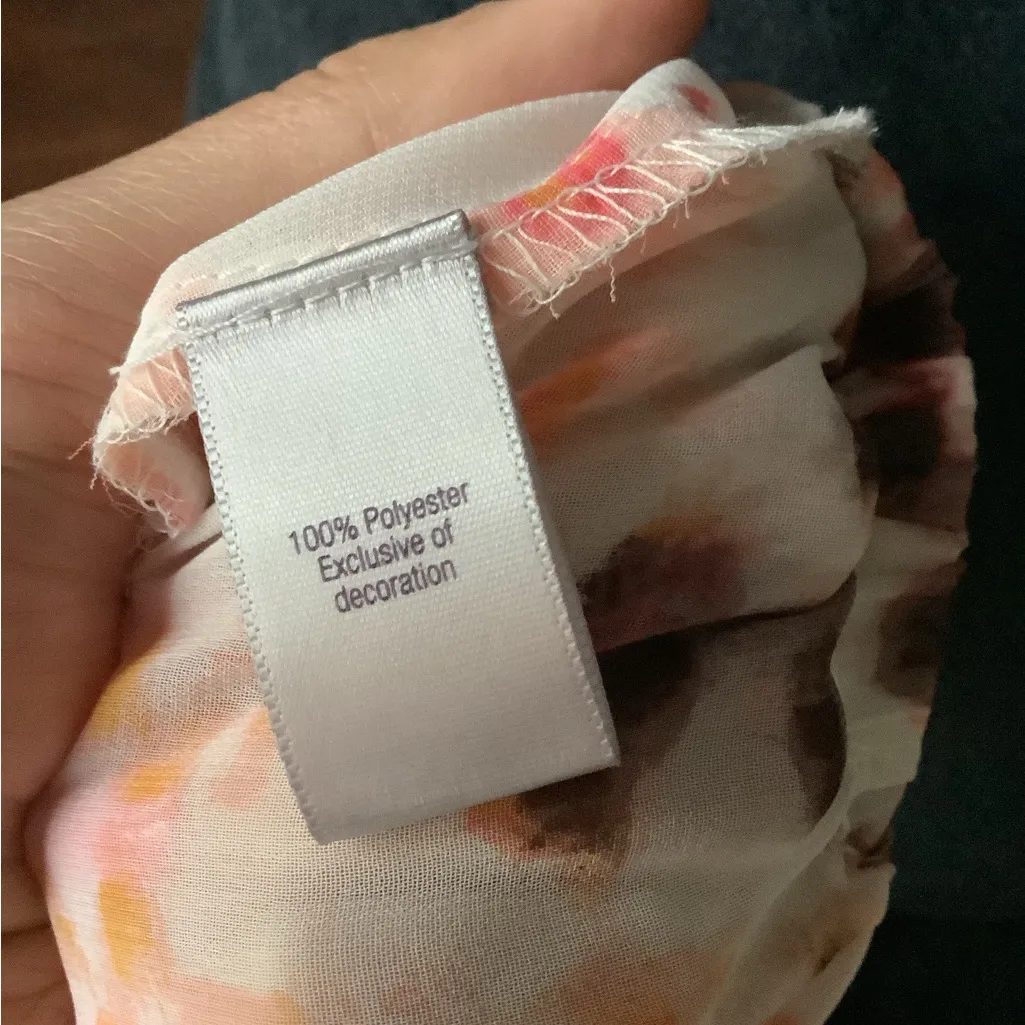 100% Polyester
Exclusive of
decoration